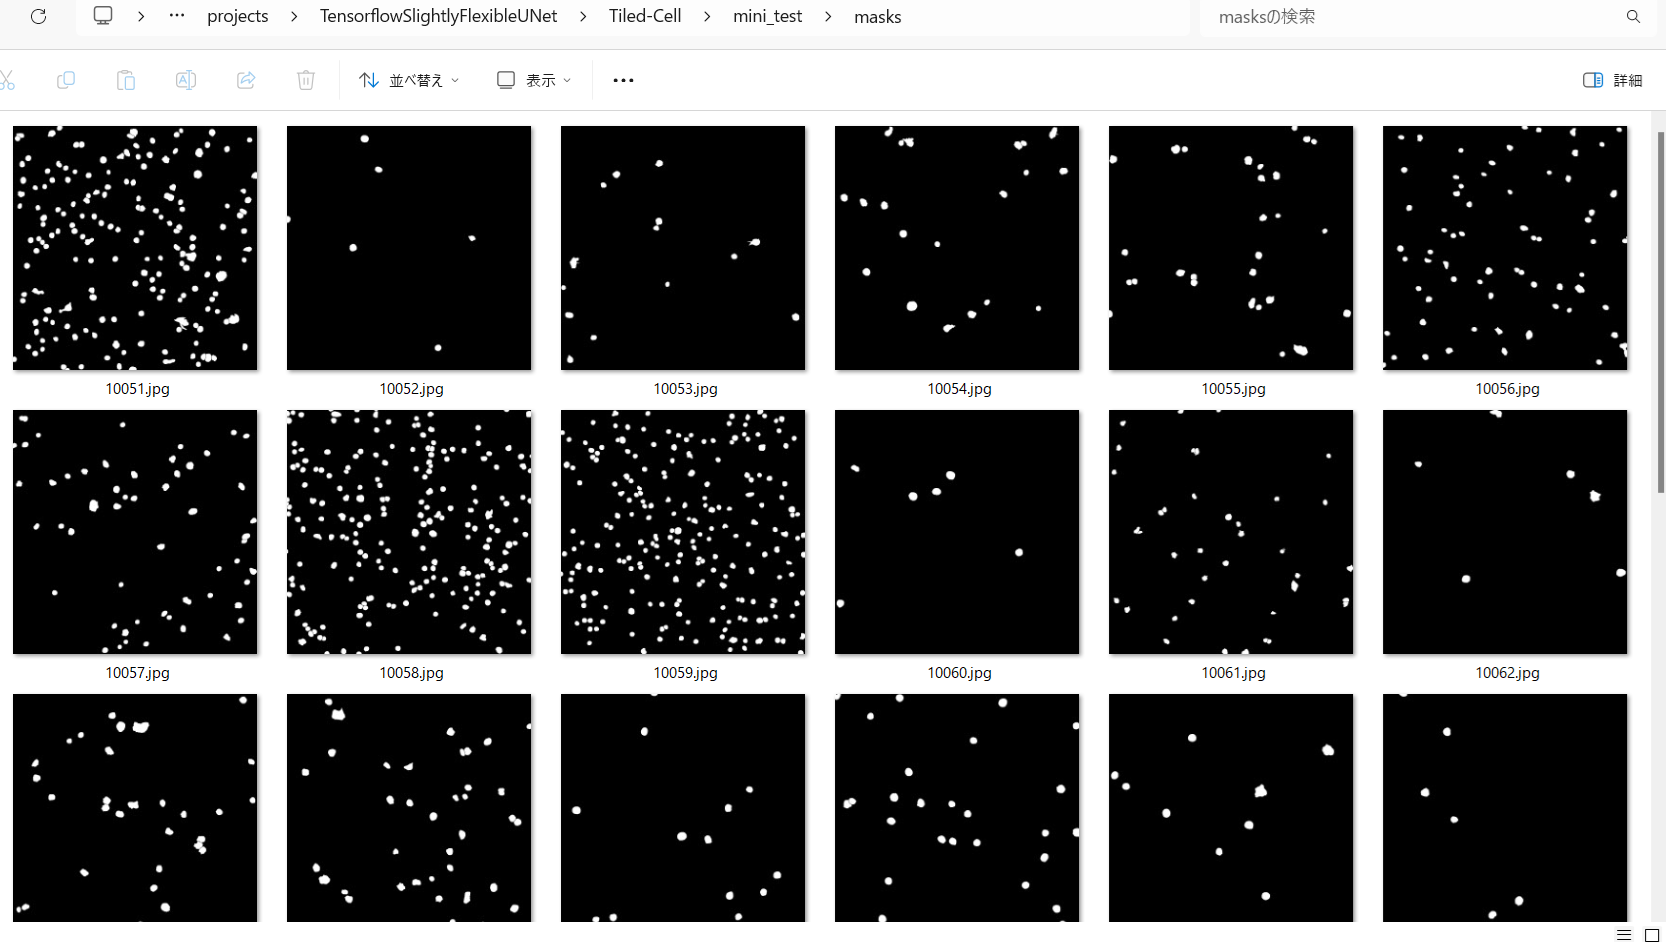 projects > TensorflowSlightlyFlexibleUNet > Tiled-Cell > mini_test > masks
masksの検索
並べ替え
表示
詳細
10051.jpg
10052.jpg
10053.jpg
10054.jpg
10055.jpg
10056.jpg
10057.jpg
10058.jpg
10059.jpg
10060.jpg
10061.jpg
10062.jpg